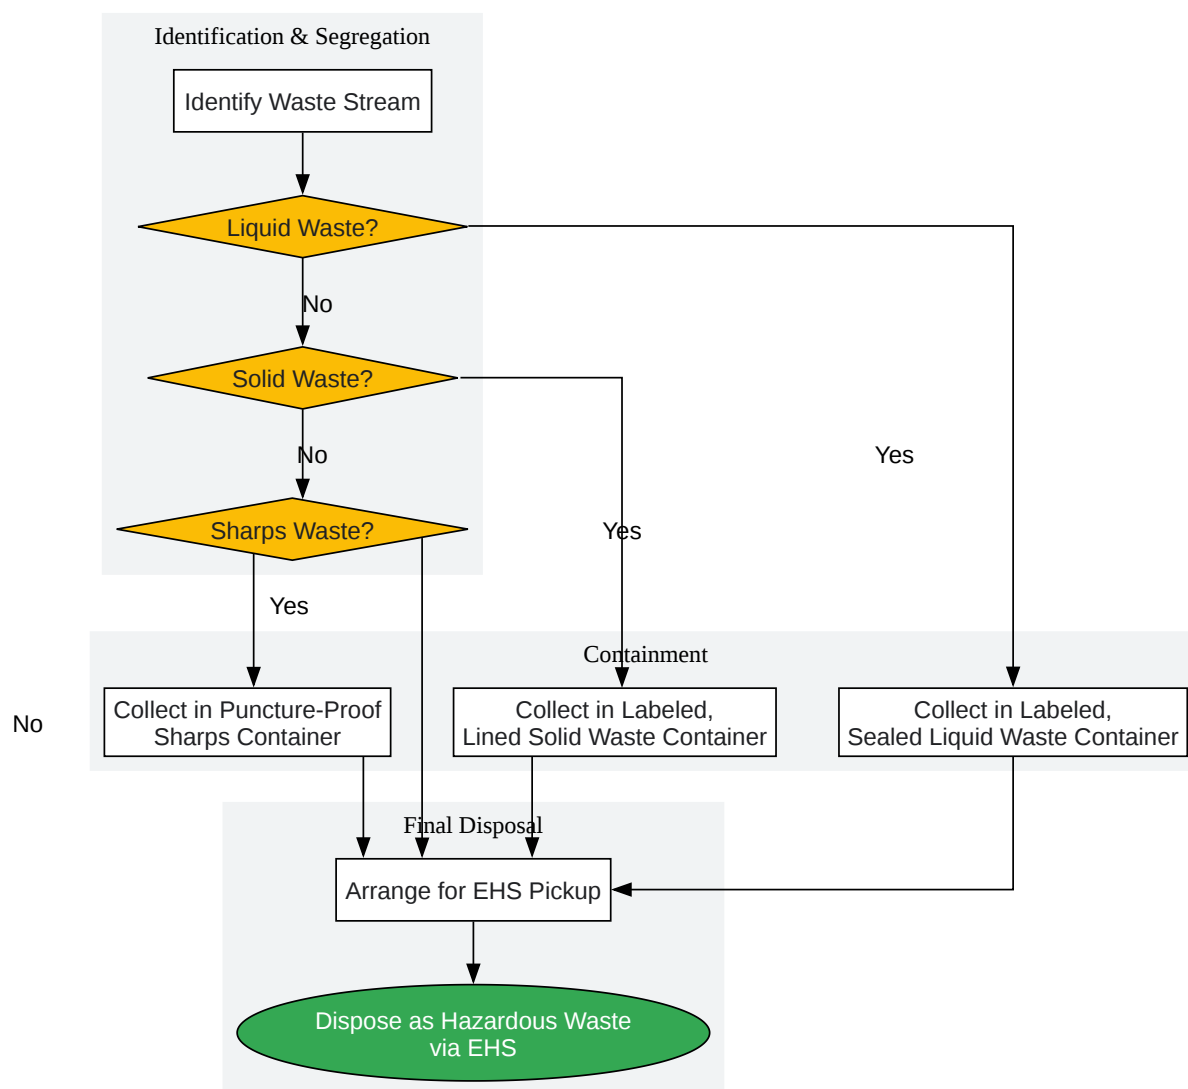 Identification & Segregation
Identify Waste Stream
Liquid Waste?
No
Solid Waste?
No
Yes
Sharps Waste?
Yes
Yes
Containment
Collect in Puncture-Proof
Sharps Container
Collect in Labeled,
Lined Solid Waste Container
Collect in Labeled,
Sealed Liquid Waste Container
No
Final Disposal
Arrange for EHS Pickup
Dispose as Hazardous Waste
via EHS